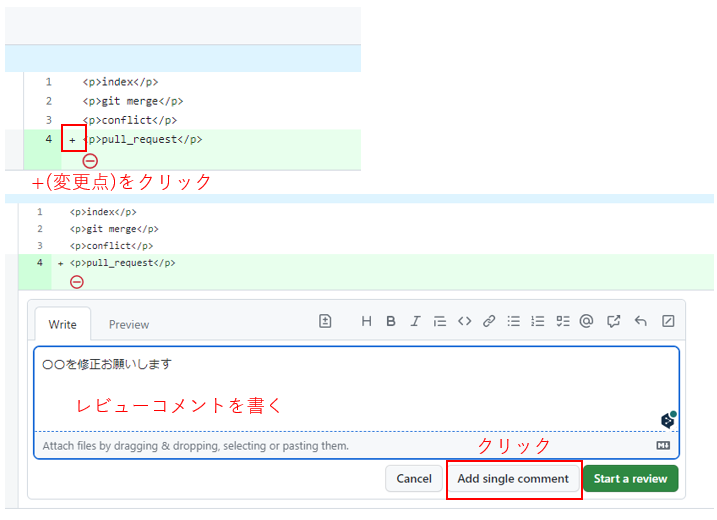 1 <p>index</p>
2 <p>git merge</p>
3 <p>conflict</p>
4 + <p>pull_request</p>
+(変更点)をクリック
1 <p>index</p>
2 <p>git merge</p>
3 <p>conflict</p>
4 + <p>pull_request</p>
Write Preview
〇〇を修正お願いします
レビューコメントを書く
Attach files by dragging & dropping, selecting or pasting them.
クリック
Cancel Add single comment Start a review